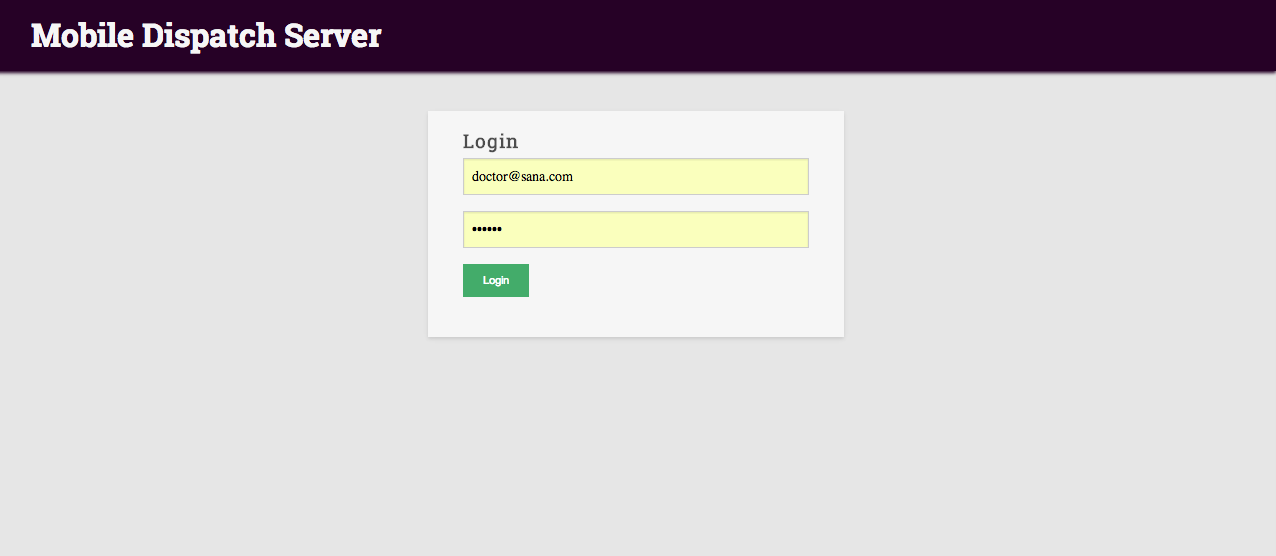 Mobile Dispatch Server
Login
doctor@sana.com
••••••
Login